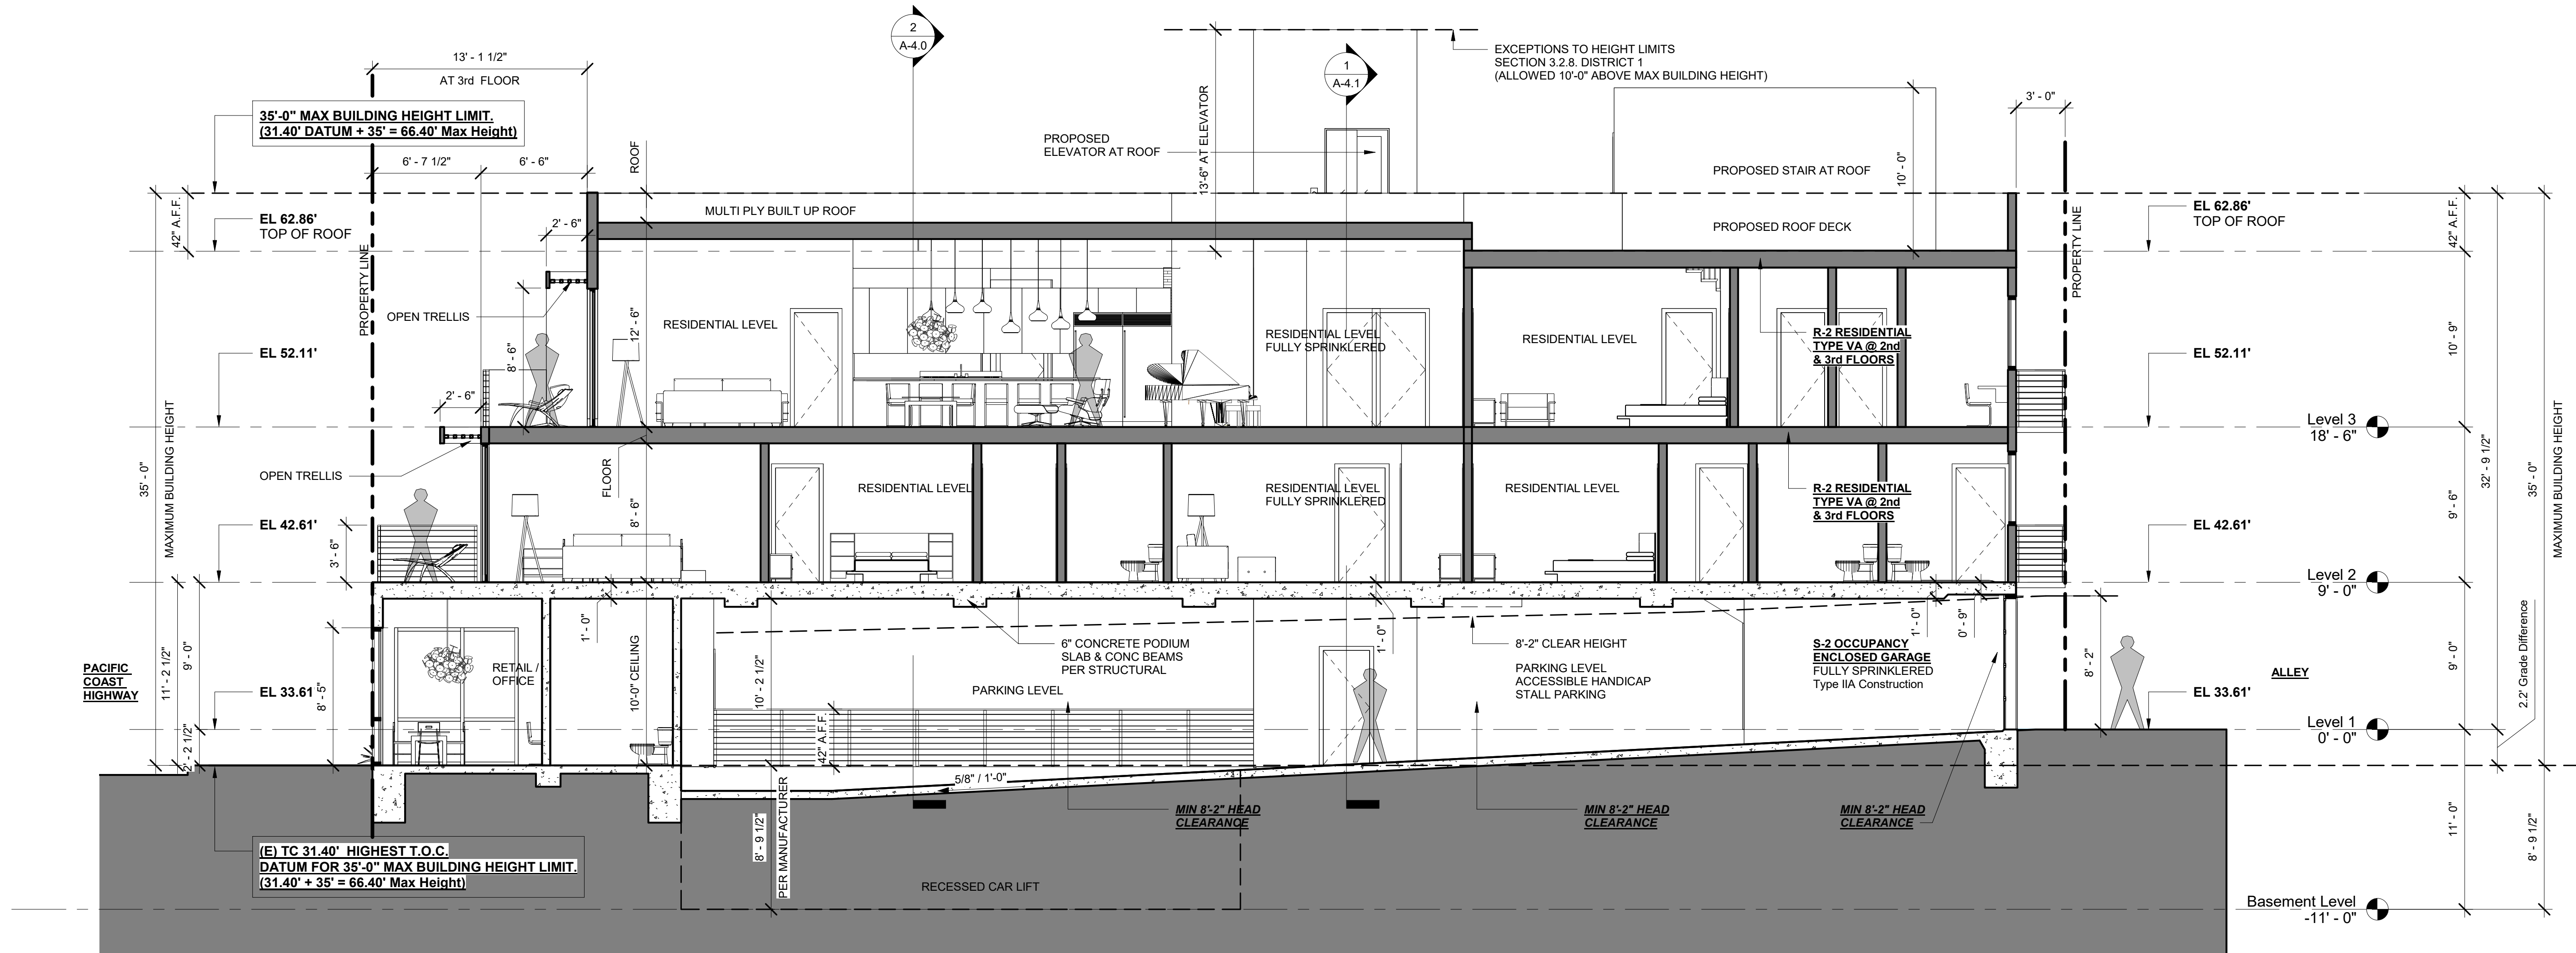 2
A-4.0
13' - 1 1/2"
AT 3rd FLOOR
EXCEPTIONS TO HEIGHT LIMITS
SECTION 3.2.8. DISTRICT 1
(ALLOWED 10'-0" ABOVE MAX BUILDING HEIGHT)
1
A-4.1
3' - 0"
35'-0" MAX BUILDING HEIGHT LIMIT.
(31.40' DATUM + 35' = 66.40' Max Height)
6' - 7 1/2"
6' - 6"
ROOF
PROPOSED
ELEVATOR AT ROOF
13'-6" AT ELEVATOR
PROPOSED STAIR AT ROOF
10' - 0"
42" A.F.F.
EL 62.86'
TOP OF ROOF
2' - 6"
MULTI PLY BUILT UP ROOF
PROPOSED ROOF DECK
PROPERTY LINE
EL 62.86'
TOP OF ROOF
42" A.F.F.
PROPERTY LINE
OPEN TRELLIS
8' - 6"
12' - 6"
RESIDENTIAL LEVEL
RESIDENTIAL LEVEL
FULLY SPRINKLERED
RESIDENTIAL LEVEL
R-2 RESIDENTIAL
TYPE VA @ 2nd
& 3rd FLOORS
10' - 9"
EL 52.11'
EL 52.11'
2' - 6"
Level 3
18' - 6"
MAXIMUM BUILDING HEIGHT
35' - 0"
OPEN TRELLIS
FLOOR
8' - 6"
RESIDENTIAL LEVEL
RESIDENTIAL LEVEL
FULLY SPRINKLERED
RESIDENTIAL LEVEL
R-2 RESIDENTIAL
TYPE VA @ 2nd
& 3rd FLOORS
9' - 6"
32' - 9 1/2"
35' - 0"
MAXIMUM BUILDING HEIGHT
EL 42.61'
3' - 6"
EL 42.61'
Level 2
9' - 0"
1' - 0"
10'-0" CEILING
10' - 2 1/2"
6" CONCRETE PODIUM
SLAB & CONC BEAMS
PER STRUCTURAL
1' - 0"
8'-2" CLEAR HEIGHT
PARKING LEVEL
ACCESSIBLE HANDICAP
STALL PARKING
S-2 OCCUPANCY
ENCLOSED GARAGE
FULLY SPRINKLERED
Type IIA Construction
1' - 0"
0' - 9"
8' - 2"
9' - 0"
2.2' Grade Difference
PACIFIC
COAST
HIGHWAY
11' - 2 1/2"
9' - 0"
2' - 2 1/2"
EL 33.61'
8' - 5"
RETAIL /
OFFICE
PARKING LEVEL
42" A.F.F.
ALLEY
EL 33.61'
Level 1
0' - 0"
5/8" / 1'-0"
MIN 8'-2" HEAD
CLEARANCE
MIN 8'-2" HEAD
CLEARANCE
MIN 8'-2" HEAD
CLEARANCE
8' - 9 1/2"
PER MANUFACTURER
11' - 0"
8' - 9 1/2"
(E) TC 31.40' HIGHEST T.O.C.
DATUM FOR 35'-0" MAX BUILDING HEIGHT LIMIT.
(31.40' + 35' = 66.40' Max Height)
RECESSED CAR LIFT
Basement Level
-11' - 0"